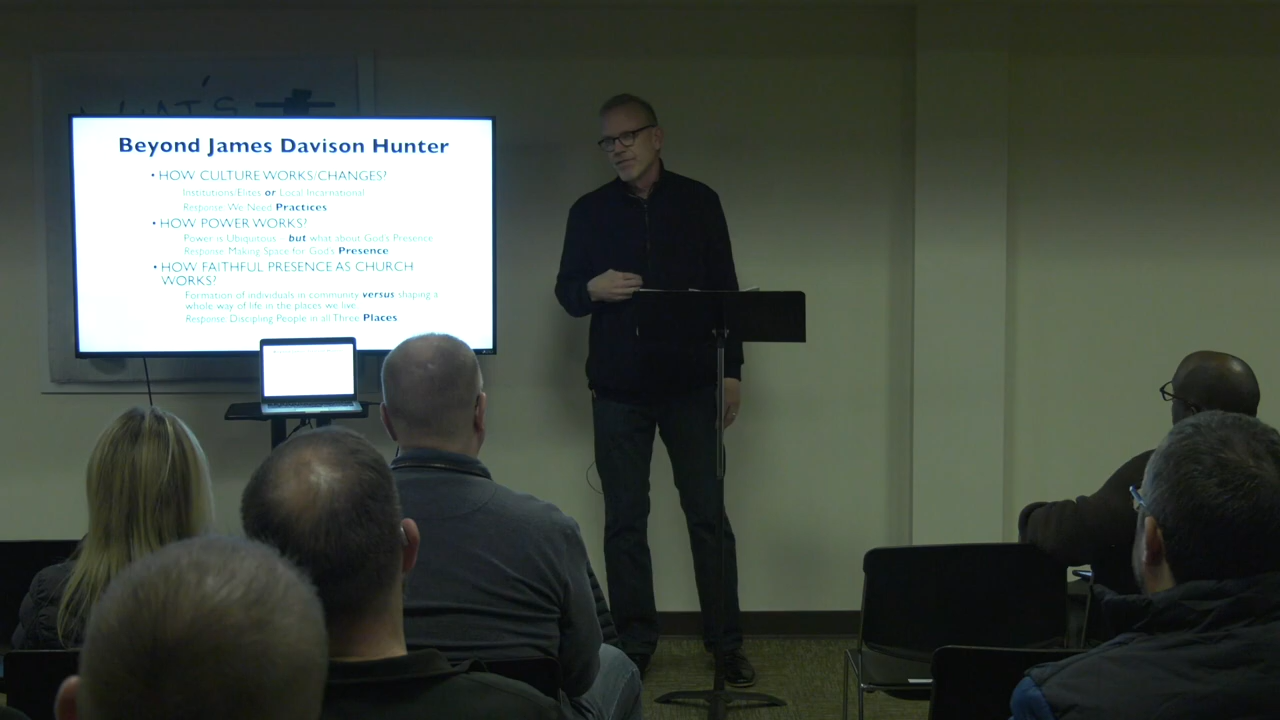 WHAT'S
Beyond James Davison Hunter
• HOW CULTURE WORKS/CHANGES?
Institutions/Elites or Local Incarnational
Response: We Need Practices
• HOW POWER WORKS?
Power is Ubiquitous but what about God's Presence
Response: Making Space for God's Presence
• HOW FAITHFUL PRESENCE AS CHURCH
WORKS?
Formation of individuals in community versus shaping a
whole way of life in the places we live
Response: Discipling People in all Three Places